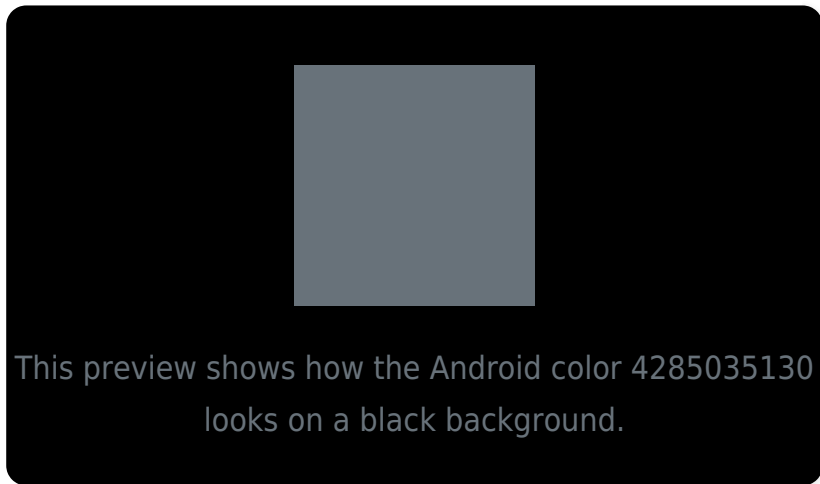 This preview shows how the Android color 4285035130
looks on a black background.